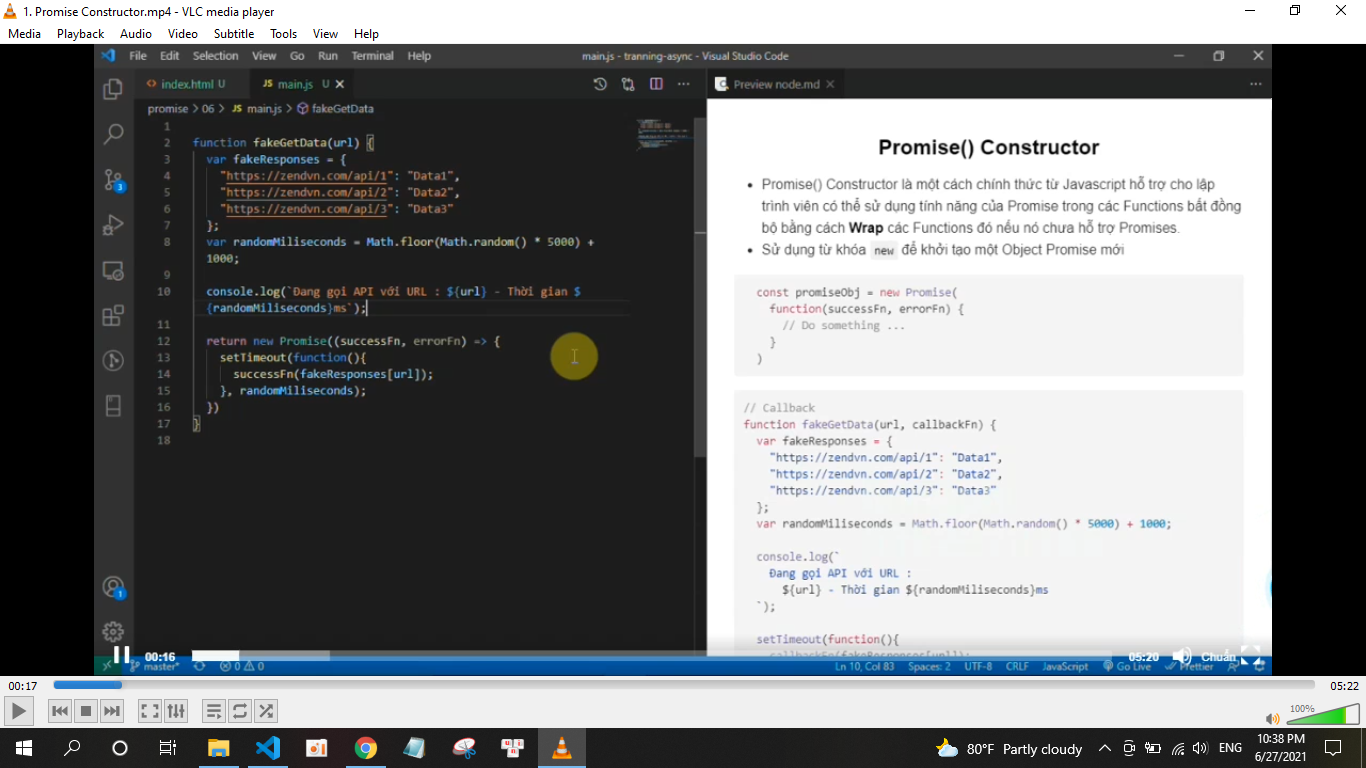 1. Promise Constructor.mp4 - VLC media player
Media Playback Audio Video Subtitle Tools View Help
File Edit Selection View Go Run Terminal Help main.js - tranning-async - Visual Studio Code
index.html U JS main.js U
promise > 06 > JS main.js > fakeGetData
1
2 function fakeGetData(url) {
3 var fakeResponses = {
4 "https://zendvn.com/api/1": "Data1",
5 "https://zendvn.com/api/2": "Data2",
6 "https://zendvn.com/api/3": "Data3"
7 };
8 var randomMiliseconds = Math.floor(Math.random() * 5000) +
1000;
9
10 console.log(`Đang gọi API với URL : ${url} - Thời gian $
{randomMiliseconds}ms`);
11
12 return new Promise((successFn, errorFn) => {
13 setTimeout(function(){
14 successFn(fakeResponses[url]);
15 }, randomMiliseconds);
16 })
17 }
18
3
1
Preview node.md
Promise() Constructor
• Promise() Constructor là một cách chính thức từ Javascript hỗ trợ cho lập
trình viên có thể sử dụng tính năng của Promise trong các Functions bất đồng
bộ bằng cách Wrap các Functions đó nếu nó chưa hỗ trợ Promises.
• Sử dụng từ khóa new để khởi tạo một Object Promise mới
const promiseObj = new Promise(
function(successFn, errorFn) {
// Do something ...
}
)
// Callback
function fakeGetData(url, callbackFn) {
var fakeResponses = {
"https://zendvn.com/api/1": "Data1",
"https://zendvn.com/api/2": "Data2",
"https://zendvn.com/api/3": "Data3"
};
var randomMiliseconds = Math.floor(Math.random() * 5000) + 1000;
console.log(`
Đang gọi API với URL :
${url} - Thời gian ${randomMiliseconds}ms
`);
setTimeout(function(){
callbackFn(fakeResponses[url]);
00:16 05:20 Chuẩn
master* 0 0 Ln 10, Col 83 Spaces: 2 UTF-8 CRLF JavaScript Go Live Prettier
00:17 05:22
100%
80°F Partly cloudy ENG 10:38 PM
6/27/2021